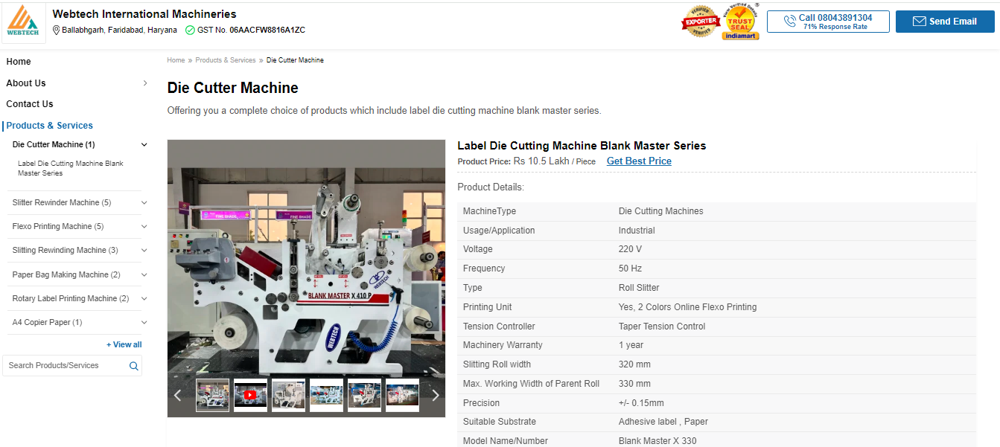 WEBTECH
Webtech International Machineries
Ballabhgarh, Faridabad, Haryana GST No. 06AACFW8816A1ZC
VERIFIED
EXPORTER
VERIFIED
View Verified Details
TRUST
SEAL
indiamart
Call 08043891304
71% Response Rate
Send Email
Home
About Us
Contact Us
Products & Services
Die Cutter Machine (1)
Label Die Cutting Machine Blank
Master Series
Slitter Rewinder Machine (5)
Flexo Printing Machine (5)
Slitting Rewinding Machine (3)
Paper Bag Making Machine (2)
Rotary Label Printing Machine (2)
A4 Copier Paper (1)
+ View all
Search Products/Services
Home » Products & Services » Die Cutter Machine
Die Cutter Machine
Offering you a complete choice of products which include label die cutting machine blank master series.
FINE SHADE
FINE SHADE
WEBTECH
BLANK MASTER X 410 P
WEBTECH
Label Die Cutting Machine Blank Master Series
Product Price: Rs 10.5 Lakh / Piece Get Best Price
Product Details:
MachineType Die Cutting Machines
Usage/Application Industrial
Voltage 220 V
Frequency 50 Hz
Type Roll Slitter
Printing Unit Yes, 2 Colors Online Flexo Printing
Tension Controller Taper Tension Control
Machinery Warranty 1 year
Slitting Roll width 320 mm
Max. Working Width of Parent Roll 330 mm
Precision +/- 0.15mm
Suitable Substrate Adhesive label , Paper
Model Name/Number Blank Master X 330